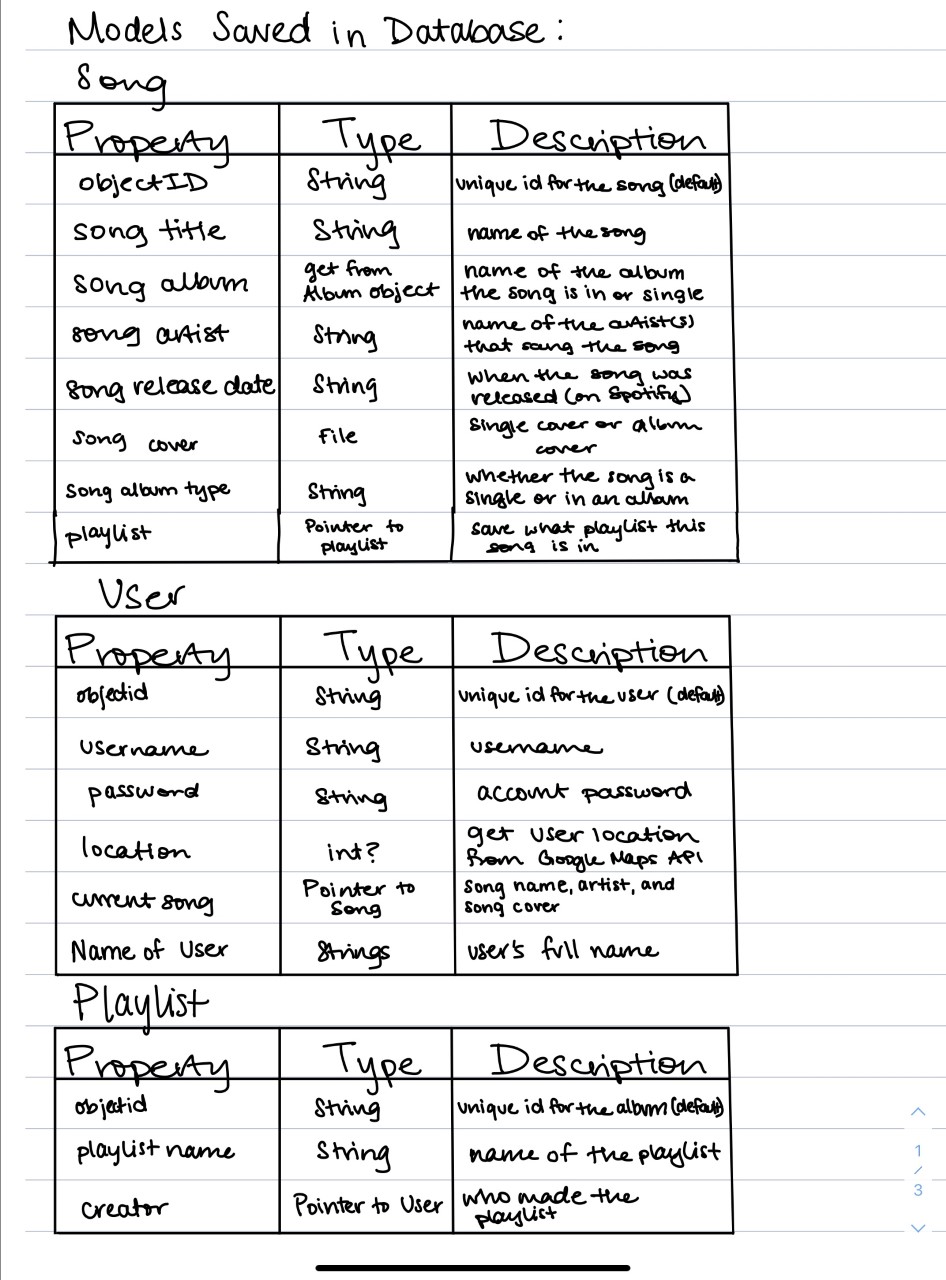 Models Saved in Database:
Song
Property Type Description
objectID String unique id for the song (default)
song title String name of the song
song album get from Album object name of the album the song is in or single
song artist String name of the artist(s) that sang the song
song release date String when the song was released (on Spotify)
song cover File single cover or album cover
song album type String whether the song is a single or in an album
playlist Pointer to playlist save what playlist this song is in
User
Property Type Description
objectid String unique id for the user (default)
username String username
password String account password
location int? get user location from Google Maps API
current song Pointer to Song song name, artist, and song cover
Name of User Strings user's full name
Playlist
Property Type Description
objectid String unique id for the album (default)
playlist name String name of the playlist
creator Pointer to User who made the playlist
1
/
3